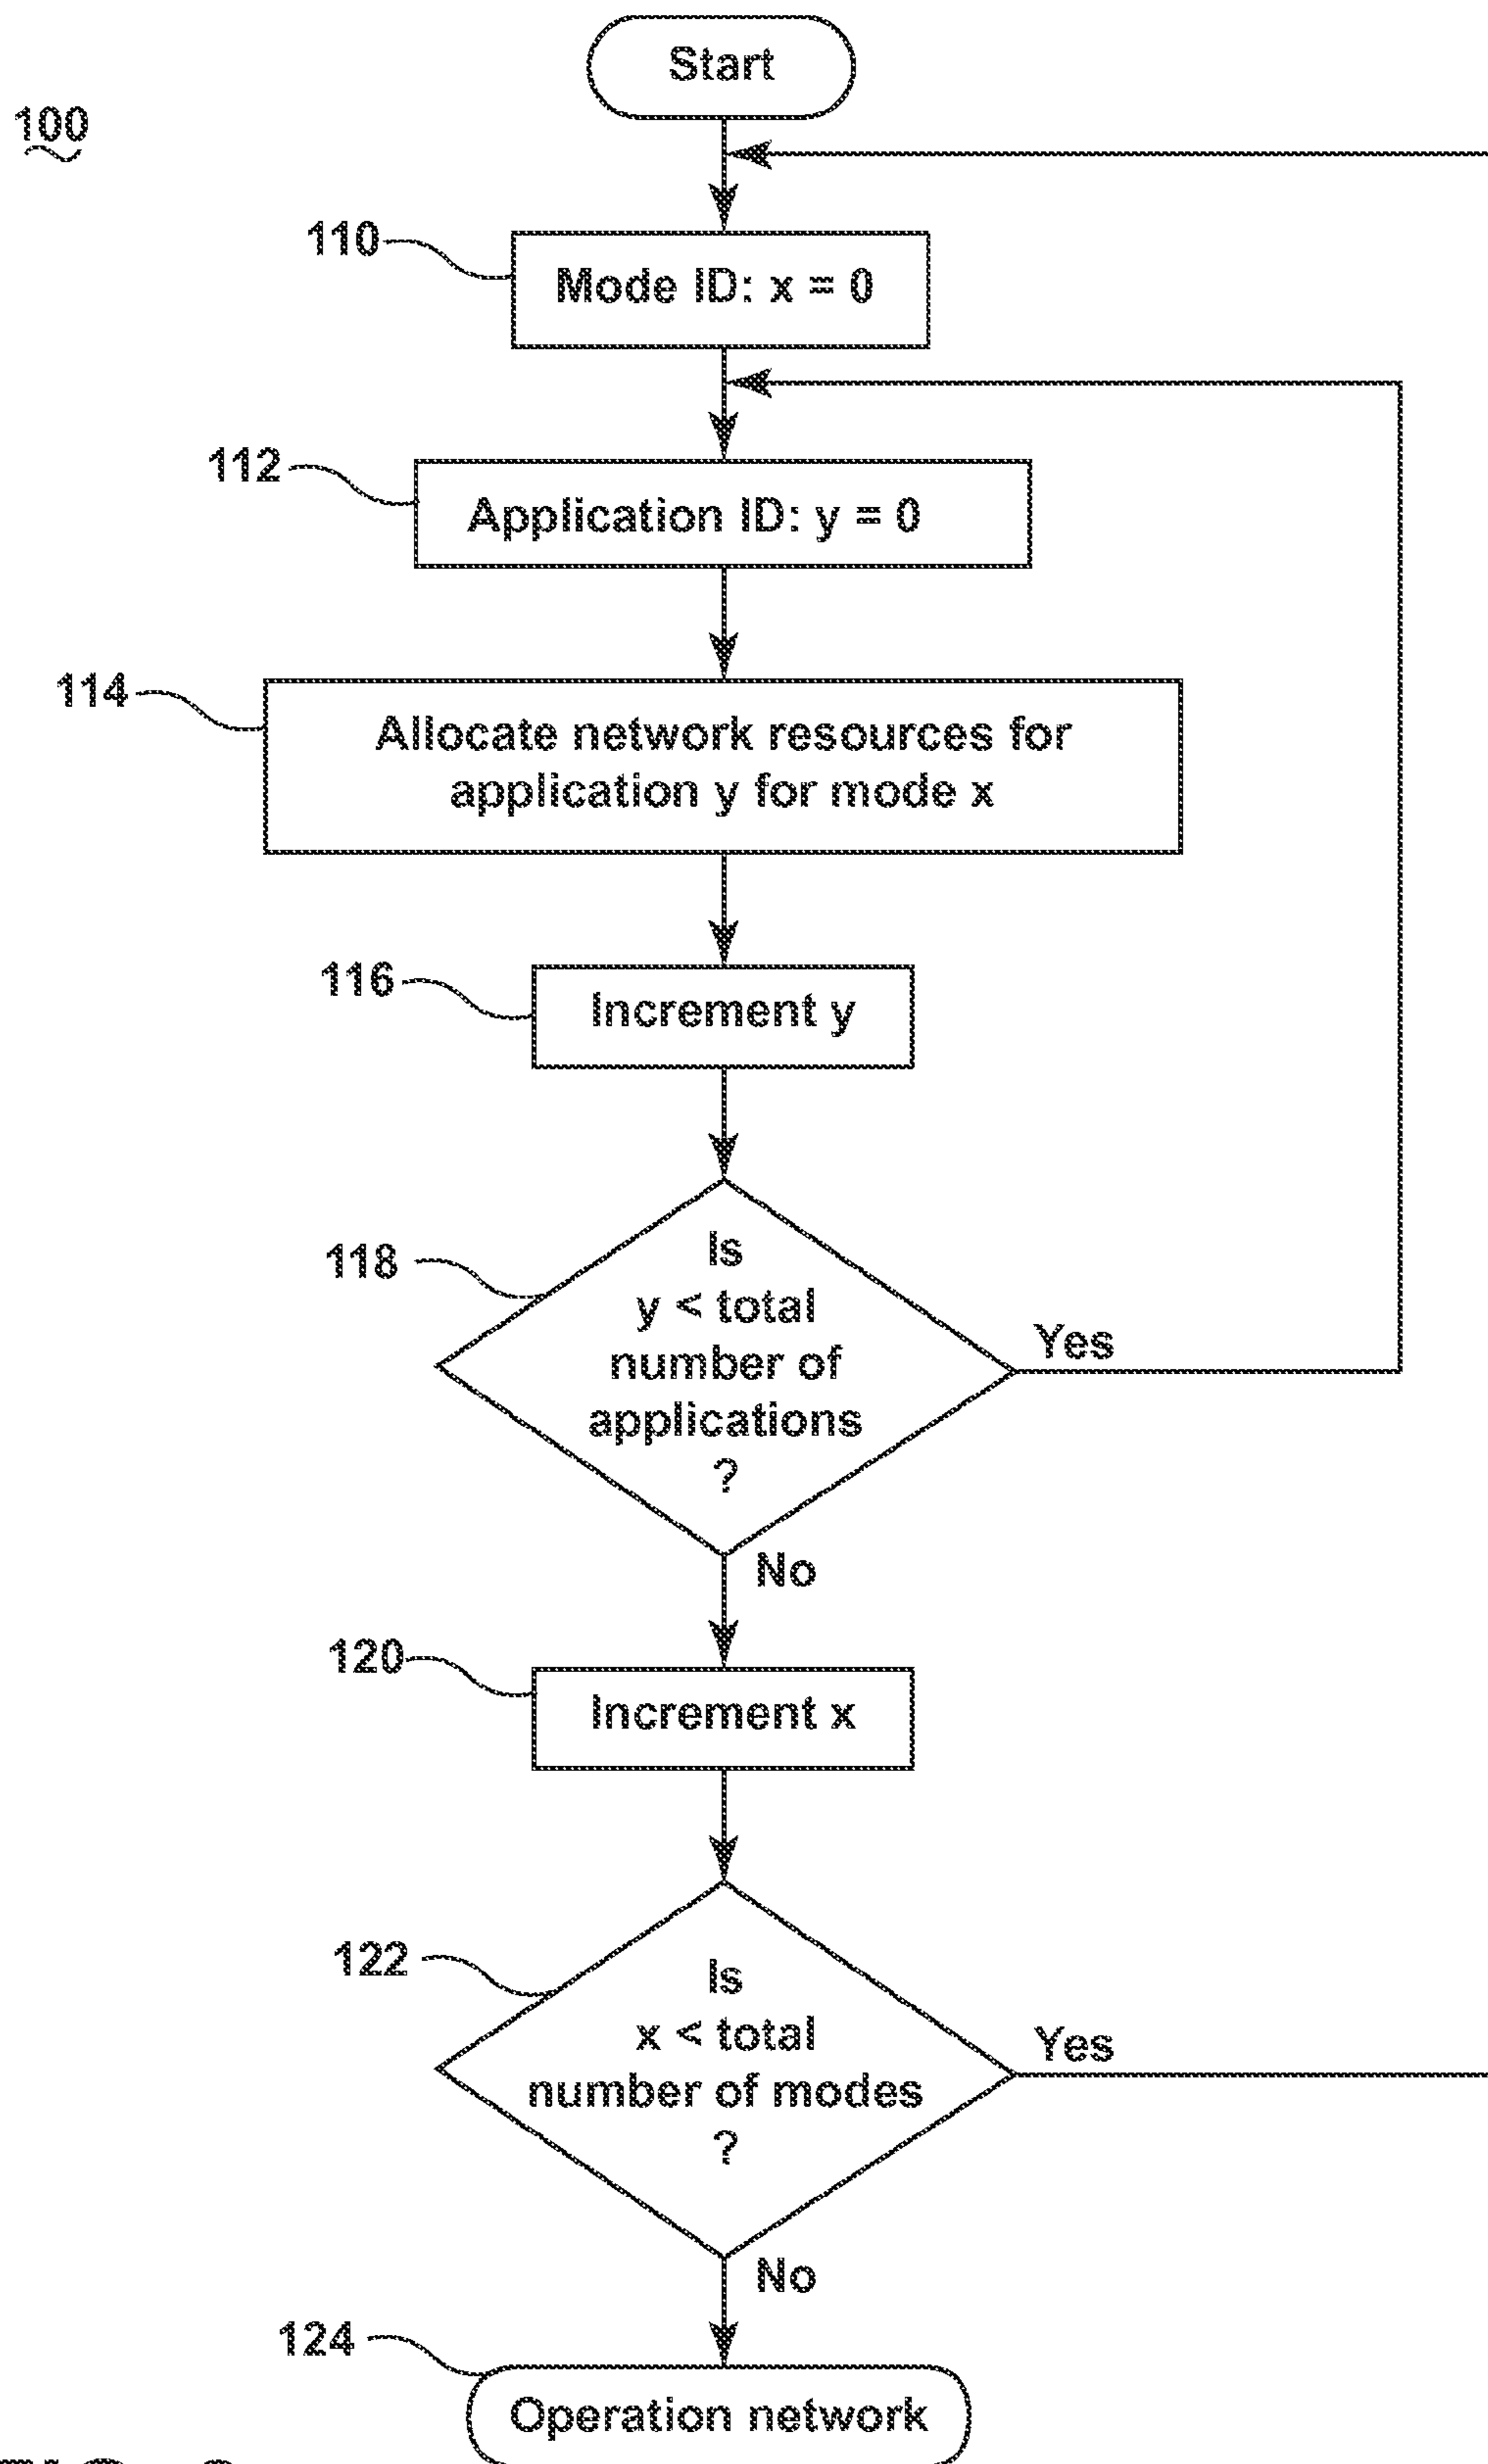 Start
100
110
Mode ID: x = 0
112
Application ID: y = 0
114
Allocate network resources for
application y for mode x
116
Increment y
118
Is
y < total
number of
applications
?
Yes
No
120
Increment x
122
Is
x < total
number of modes
?
Yes
No
124
Operation network